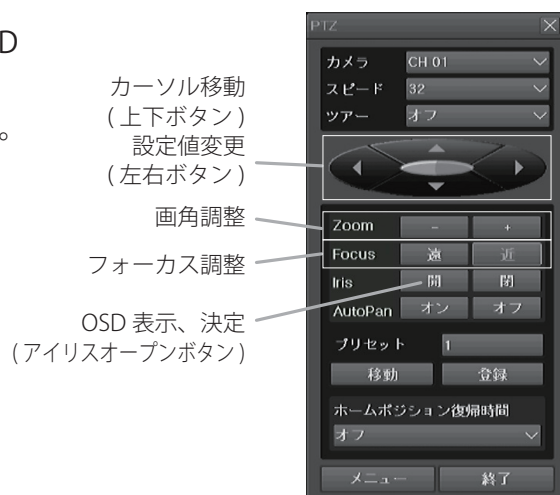 D
。
カーソル移動
( 上下ボタン )
設定値変更
( 左右ボタン )
画角調整
フォーカス調整
OSD 表示、決定
( アイリスオープンボタン )
PTZ
カメラ CH 01
スピード 32
ツアー オフ
Zoom - +
Focus 遠 近
Iris 開 閉
AutoPan オン オフ
プリセット 1
移動 登録
ホームポジション復帰時間
オフ
メニュー 終了